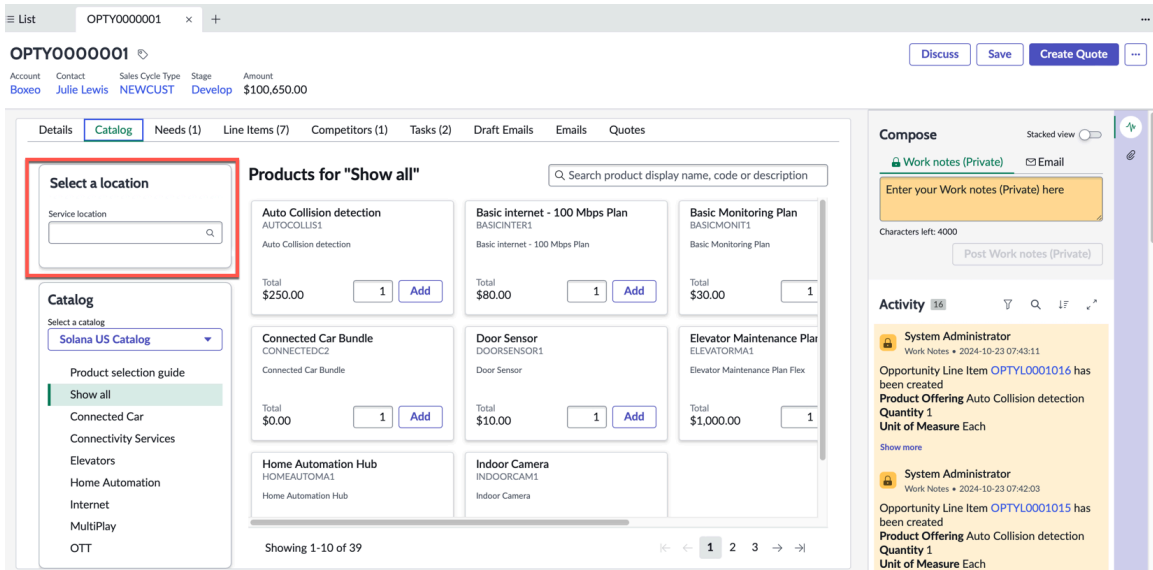 List
OPTY0000001
OPTY0000001
Discuss
Save
Create Quote
Account
Contact
Sales Cycle Type
Stage
Amount
Boxeo
Julie Lewis
NEWCUST
Develop
$100,650.00
Details
Catalog
Needs (1)
Line Items (7)
Competitors (1)
Tasks (2)
Draft Emails
Emails
Quotes
Select a location
Service location
Catalog
Select a catalog
Solana US Catalog
Product selection guide
Show all
Connected Car
Connectivity Services
Elevators
Home Automation
Internet
MultiPlay
OTT
Products for "Show all"
Search product display name, code or description
Auto Collision detection
AUTOCOLLIS1
Auto Collision detection
Total
$250.00
1
Add
Basic internet - 100 Mbps Plan
BASICINTER1
Basic internet - 100 Mbps Plan
Total
$80.00
1
Add
Basic Monitoring Plan
BASICMONIT1
Basic Monitoring Plan
Total
$30.00
1
Connected Car Bundle
CONNECTEDC2
Connected Car Bundle
Total
$0.00
1
Add
Door Sensor
DOORSENSOR1
Door Sensor
Total
$10.00
1
Add
Elevator Maintenance Plan
ELEVATORMA1
Elevator Maintenance Plan Flex
Total
$1,000.00
1
Home Automation Hub
HOMEAUTOMA1
Home Automation Hub
Indoor Camera
INDOORCAM1
Indoor Camera
Showing 1-10 of 39
1 2 3
Compose
Stacked view
Work notes (Private)
Email
Enter your Work notes (Private) here
Characters left: 4000
Post Work notes (Private)
Activity 16
System Administrator
Work Notes • 2024-10-23 07:43:11
Opportunity Line Item OPTYL0001016 has
been created
Product Offering Auto Collision detection
Quantity 1
Unit of Measure Each
Show more
System Administrator
Work Notes • 2024-10-23 07:42:03
Opportunity Line Item OPTYL0001015 has
been created
Product Offering Auto Collision detection
Quantity 1
Unit of Measure Each